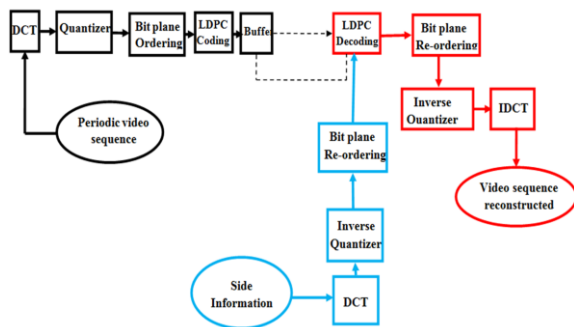 DCT
Quantizer
Bit plane
Ordering
LDPC
Coding
Buffer
LDPC
Decoding
Bit plane
Re-ordering
Periodic video
sequence
Inverse
Quantizer
IDCT
Bit plane
Re-ordering
Video sequence
reconstructed
Inverse
Quantizer
Side
Information
DCT